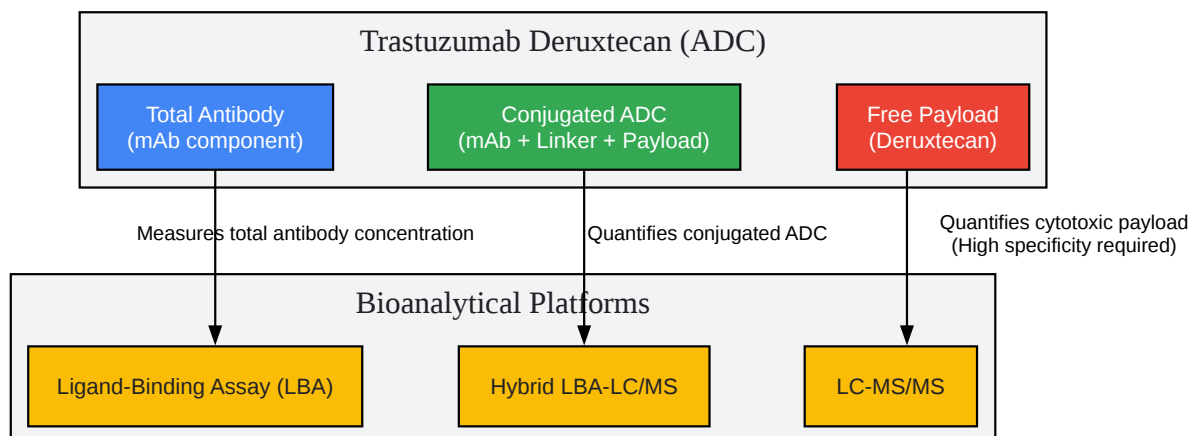 Trastuzumab Deruxtecan (ADC)
Total Antibody
(mAb component)
Conjugated ADC
(mAb + Linker + Payload)
Free Payload
(Deruxtecan)
Measures total antibody concentration
Quantifies conjugated ADC
Quantifies cytotoxic payload
(High specificity required)
Bioanalytical Platforms
Ligand-Binding Assay (LBA)
Hybrid LBA-LC/MS
LC-MS/MS